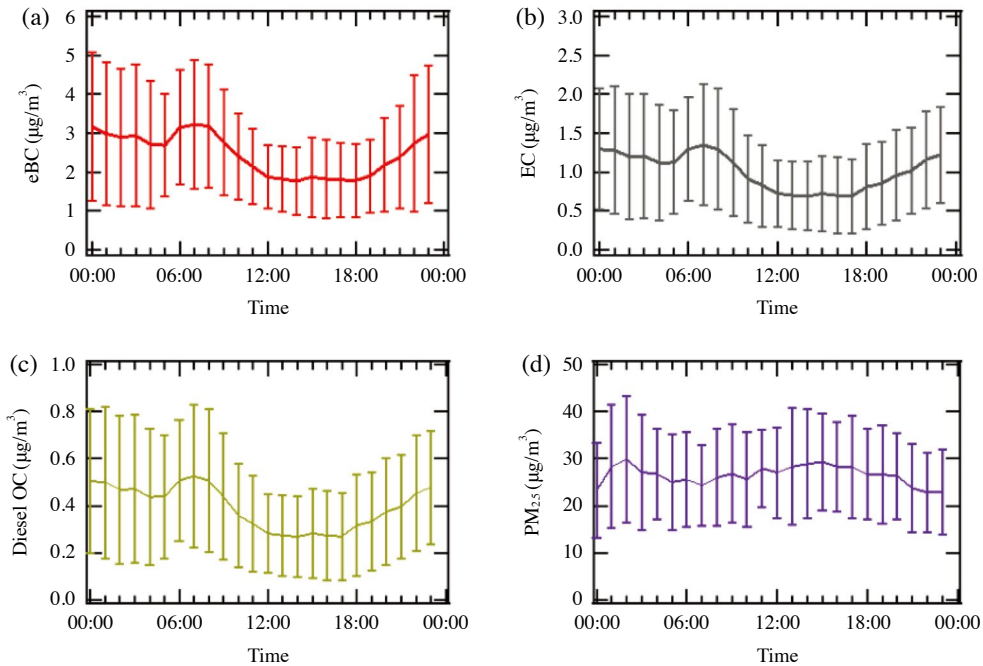 (a)
6
5
4
3
2
1
0
eBC (µg/m³)
00:00 06:00 12:00 18:00 00:00
Time
(b)
3.0
2.5
2.0
1.5
1.0
0.5
0.0
EC (µg/m³)
00:00 06:00 12:00 18:00 00:00
Time
(c)
1.0
0.8
0.6
0.4
0.2
0.0
Diesel OC (µg/m³)
00:00 06:00 12:00 18:00 00:00
Time
(d)
50
40
30
20
10
0
PM₂.₅ (µg/m³)
00:00 06:00 12:00 18:00 00:00
Time